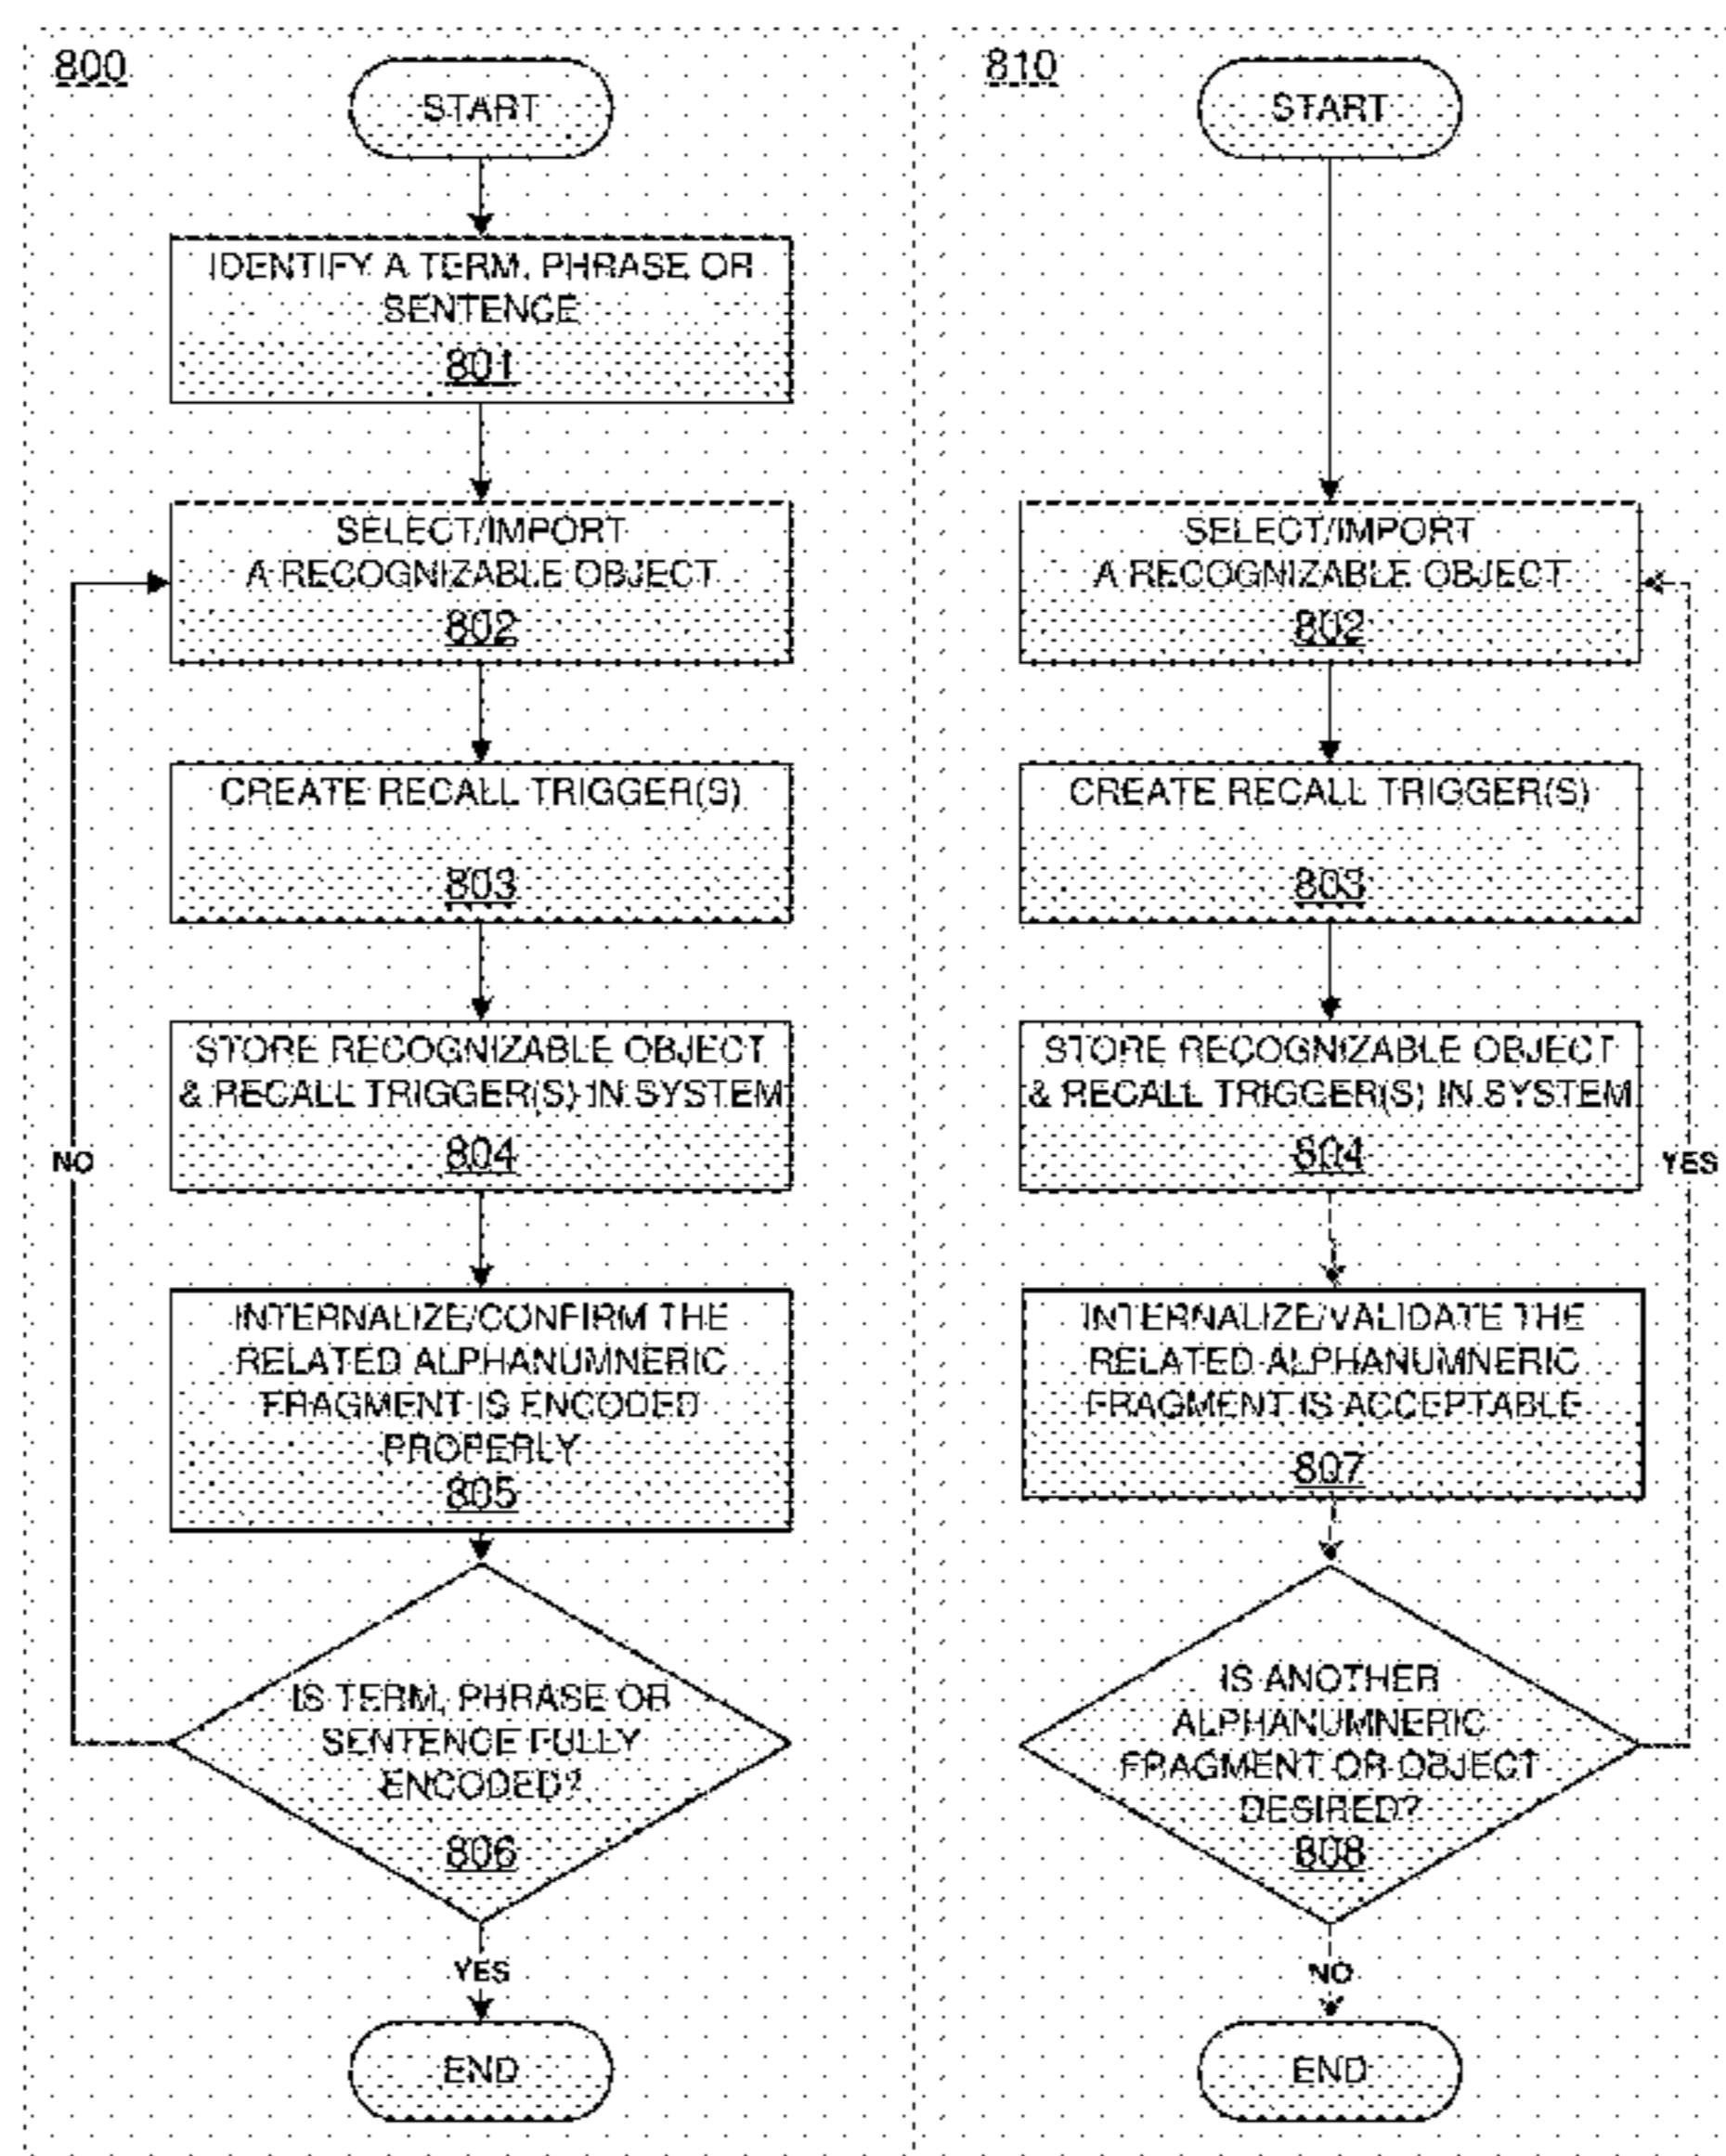 800
START
IDENTIFY A TERM, PHRASE OR
SENTENCE
801
SELECT/IMPORT
A RECOGNIZABLE OBJECT
802
CREATE RECALL TRIGGER(S)
803
STORE RECOGNIZABLE OBJECT
& RECALL TRIGGER(S) IN SYSTEM
804
NO
INTERNALIZE/CONFIRM THE
RELATED ALPHANUMNERIC
FRAGMENT IS ENCODED
PROPERLY
805
IS TERM, PHRASE OR
SENTENCE FULLY
ENCODED?
806
YES
END
810
START
SELECT/IMPORT
A RECOGNIZABLE OBJECT
802
CREATE RECALL TRIGGER(S)
803
STORE RECOGNIZABLE OBJECT
& RECALL TRIGGER(S) IN SYSTEM
804
YES
INTERNALIZE/VALIDATE THE
RELATED ALPHANUMNERIC
FRAGMENT IS ACCEPTABLE
807
IS ANOTHER
ALPHANUMNERIC
FRAGMENT OR OBJECT
DESIRED?
808
NO
END